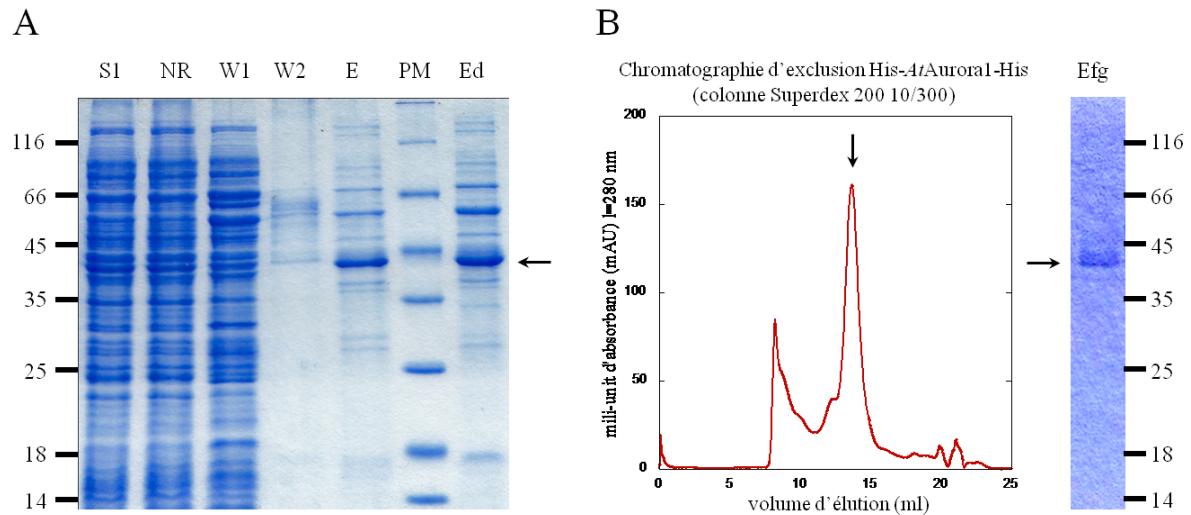 A
S1 NR W1 W2 E PM Ed
116
66
45
35
25
18
14
B
Chromatographie d'exclusion His-AtAurora1-His
(colonne Superdex 200 10/300)
mili-unit d'absorbance (mAU) l=280 nm
200
150
100
50
0
0 5 10 15 20 25
volume d'élution (ml)
Efg
116
66
45
35
25
18
14